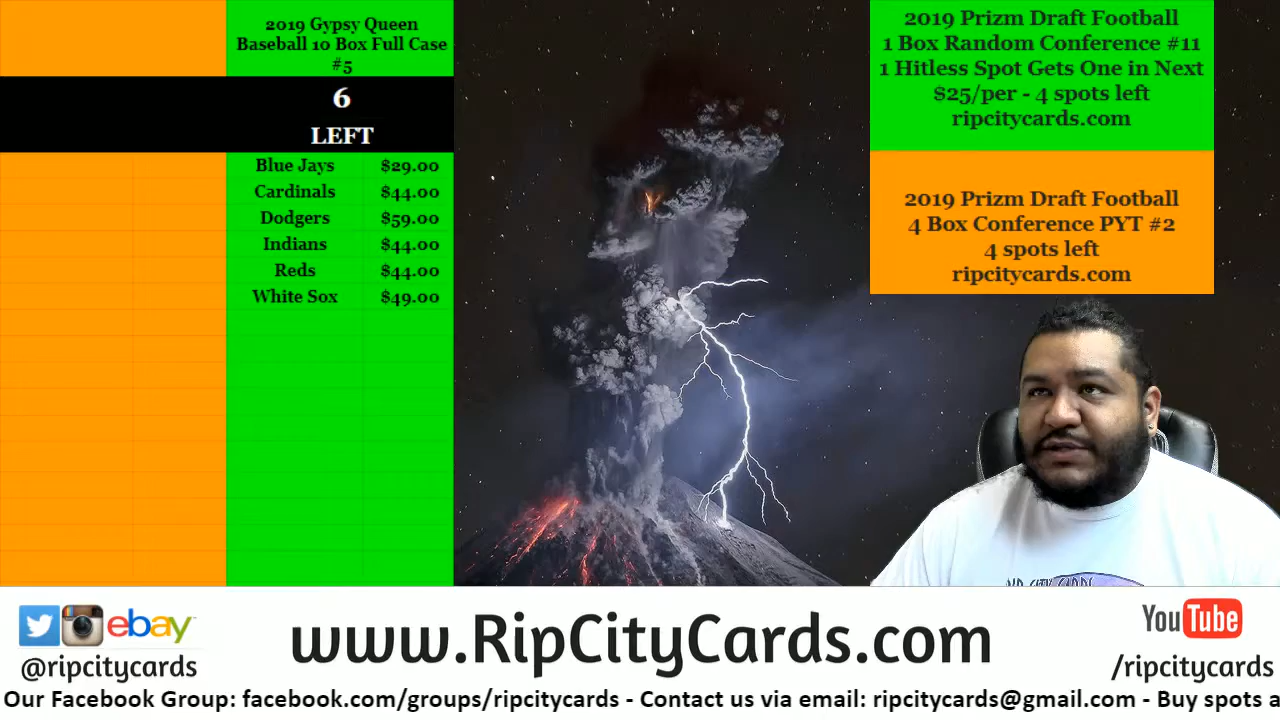 2019 Gypsy Queen
Baseball 10 Box Full Case
#5
6
LEFT
Blue Jays $29.00
Cardinals $44.00
Dodgers $59.00
Indians $44.00
Reds $44.00
White Sox $49.00
2019 Prizm Draft Football
1 Box Random Conference #11
1 Hitless Spot Gets One in Next
$25/per - 4 spots left
ripcitycards.com
2019 Prizm Draft Football
4 Box Conference PYT #2
4 spots left
ripcitycards.com
RIP CITY CARDS
ebay
@ripcitycards
www.RipCityCards.com
YouTube
/ripcitycards
Our Facebook Group: facebook.com/groups/ripcitycards - Contact us via email: ripcitycards@gmail.com - Buy spots a